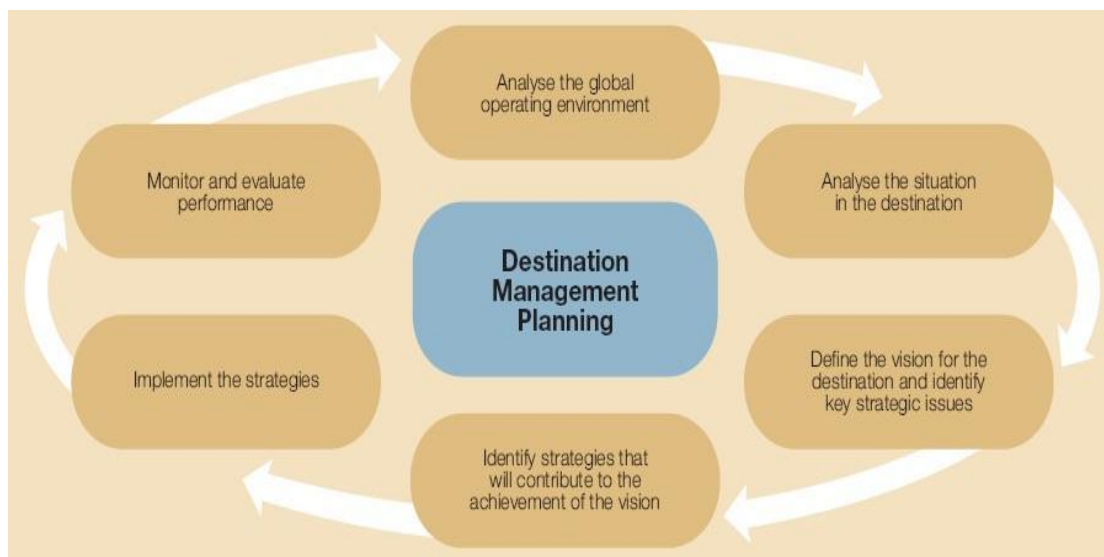 Analyse the global
operating environment
Monitor and evaluate
performance
Analyse the situation
in the destination
Destination
Management
Planning
Implement the strategies
Define the vision for the
destination and identify
key strategic issues
Identify strategies that
will contribute to the
achievement of the vision